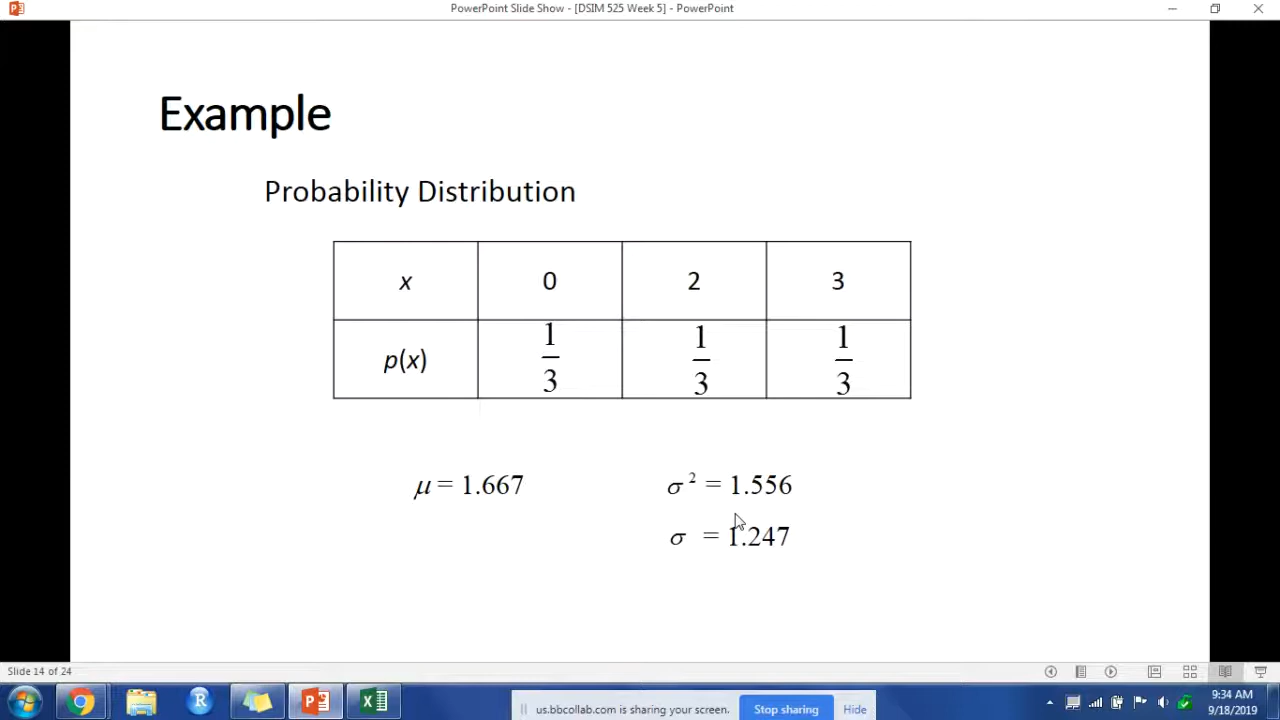 PowerPoint Slide Show - [DSIM 525 Week 5] - PowerPoint
Example
Probability Distribution
x 0 2 3
p(x) 1/3 1/3 1/3
μ = 1.667 σ² = 1.556
σ = 1.247
Slide 14 of 24
us.bbcollab.com is sharing your screen. Stop sharing Hide
9:34 AM
9/18/2019